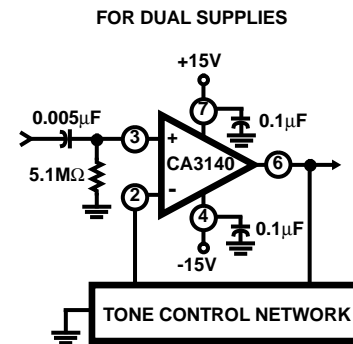 FOR DUAL SUPPLIES
+15V
7
0.1μF
0.005μF
3
+
CA3140
6
5.1MΩ
2
-
4
0.1μF
-15V
TONE CONTROL NETWORK